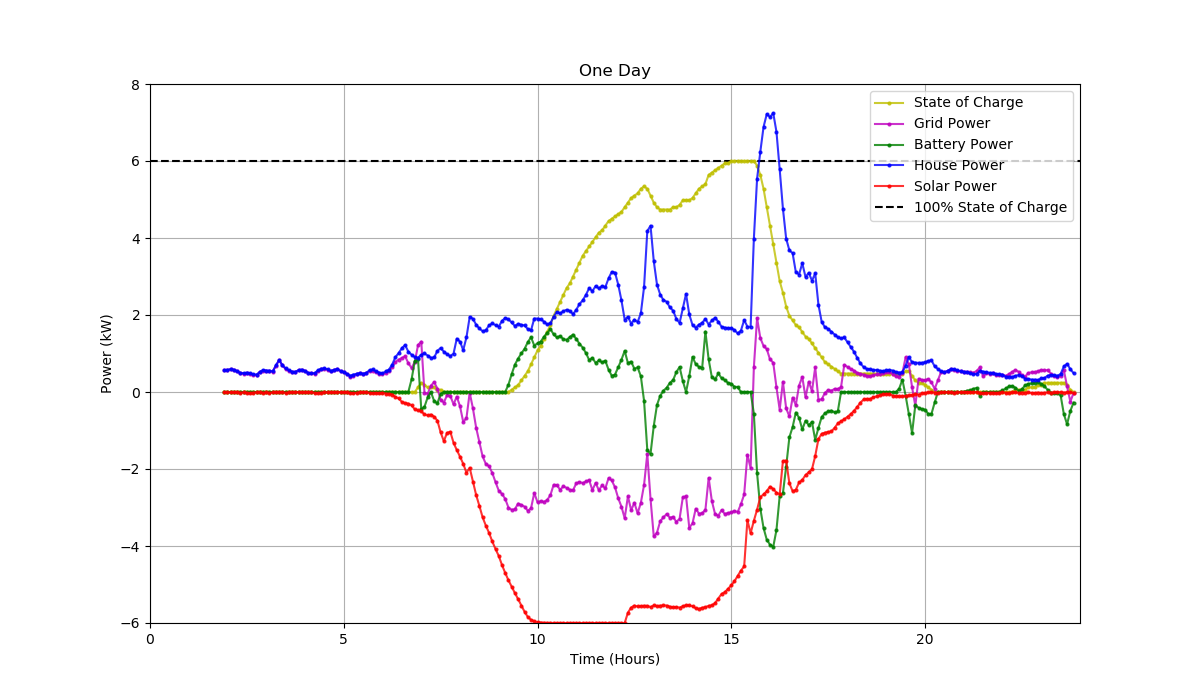 One Day
Power (kW)
8
6
4
2
0
−2
−4
−6
0
5
10
15
20
Time (Hours)
State of Charge
Grid Power
Battery Power
House Power
Solar Power
100% State of Charge